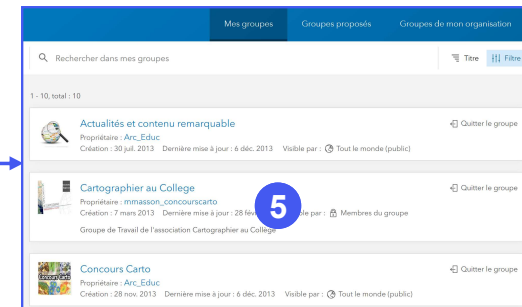 Mes groupes Groupes proposés Groupes de mon organisation
Rechercher dans mes groupes Titre Filtre
1 - 10, total : 10
Actualités et contenu remarquable Quitter le groupe
Propriétaire : Arc_Educ
Création : 30 juil. 2013 Dernière mise à jour : 6 déc. 2013 Visible par : Tout le monde (public)
Cartographier au College Quitter le groupe
Propriétaire : mmasson_concourscarto
Création : 7 mars 2013 Dernière mise à jour : 28 par : Membres du groupe
5
Groupe de Travail de l'association Cartographier au Collège
Concours Carto Quitter le groupe
Propriétaire : Arc_Educ
Création : 28 nov. 2013 Dernière mise à jour : 6 déc. 2013 Visible par : Tout le monde (public)